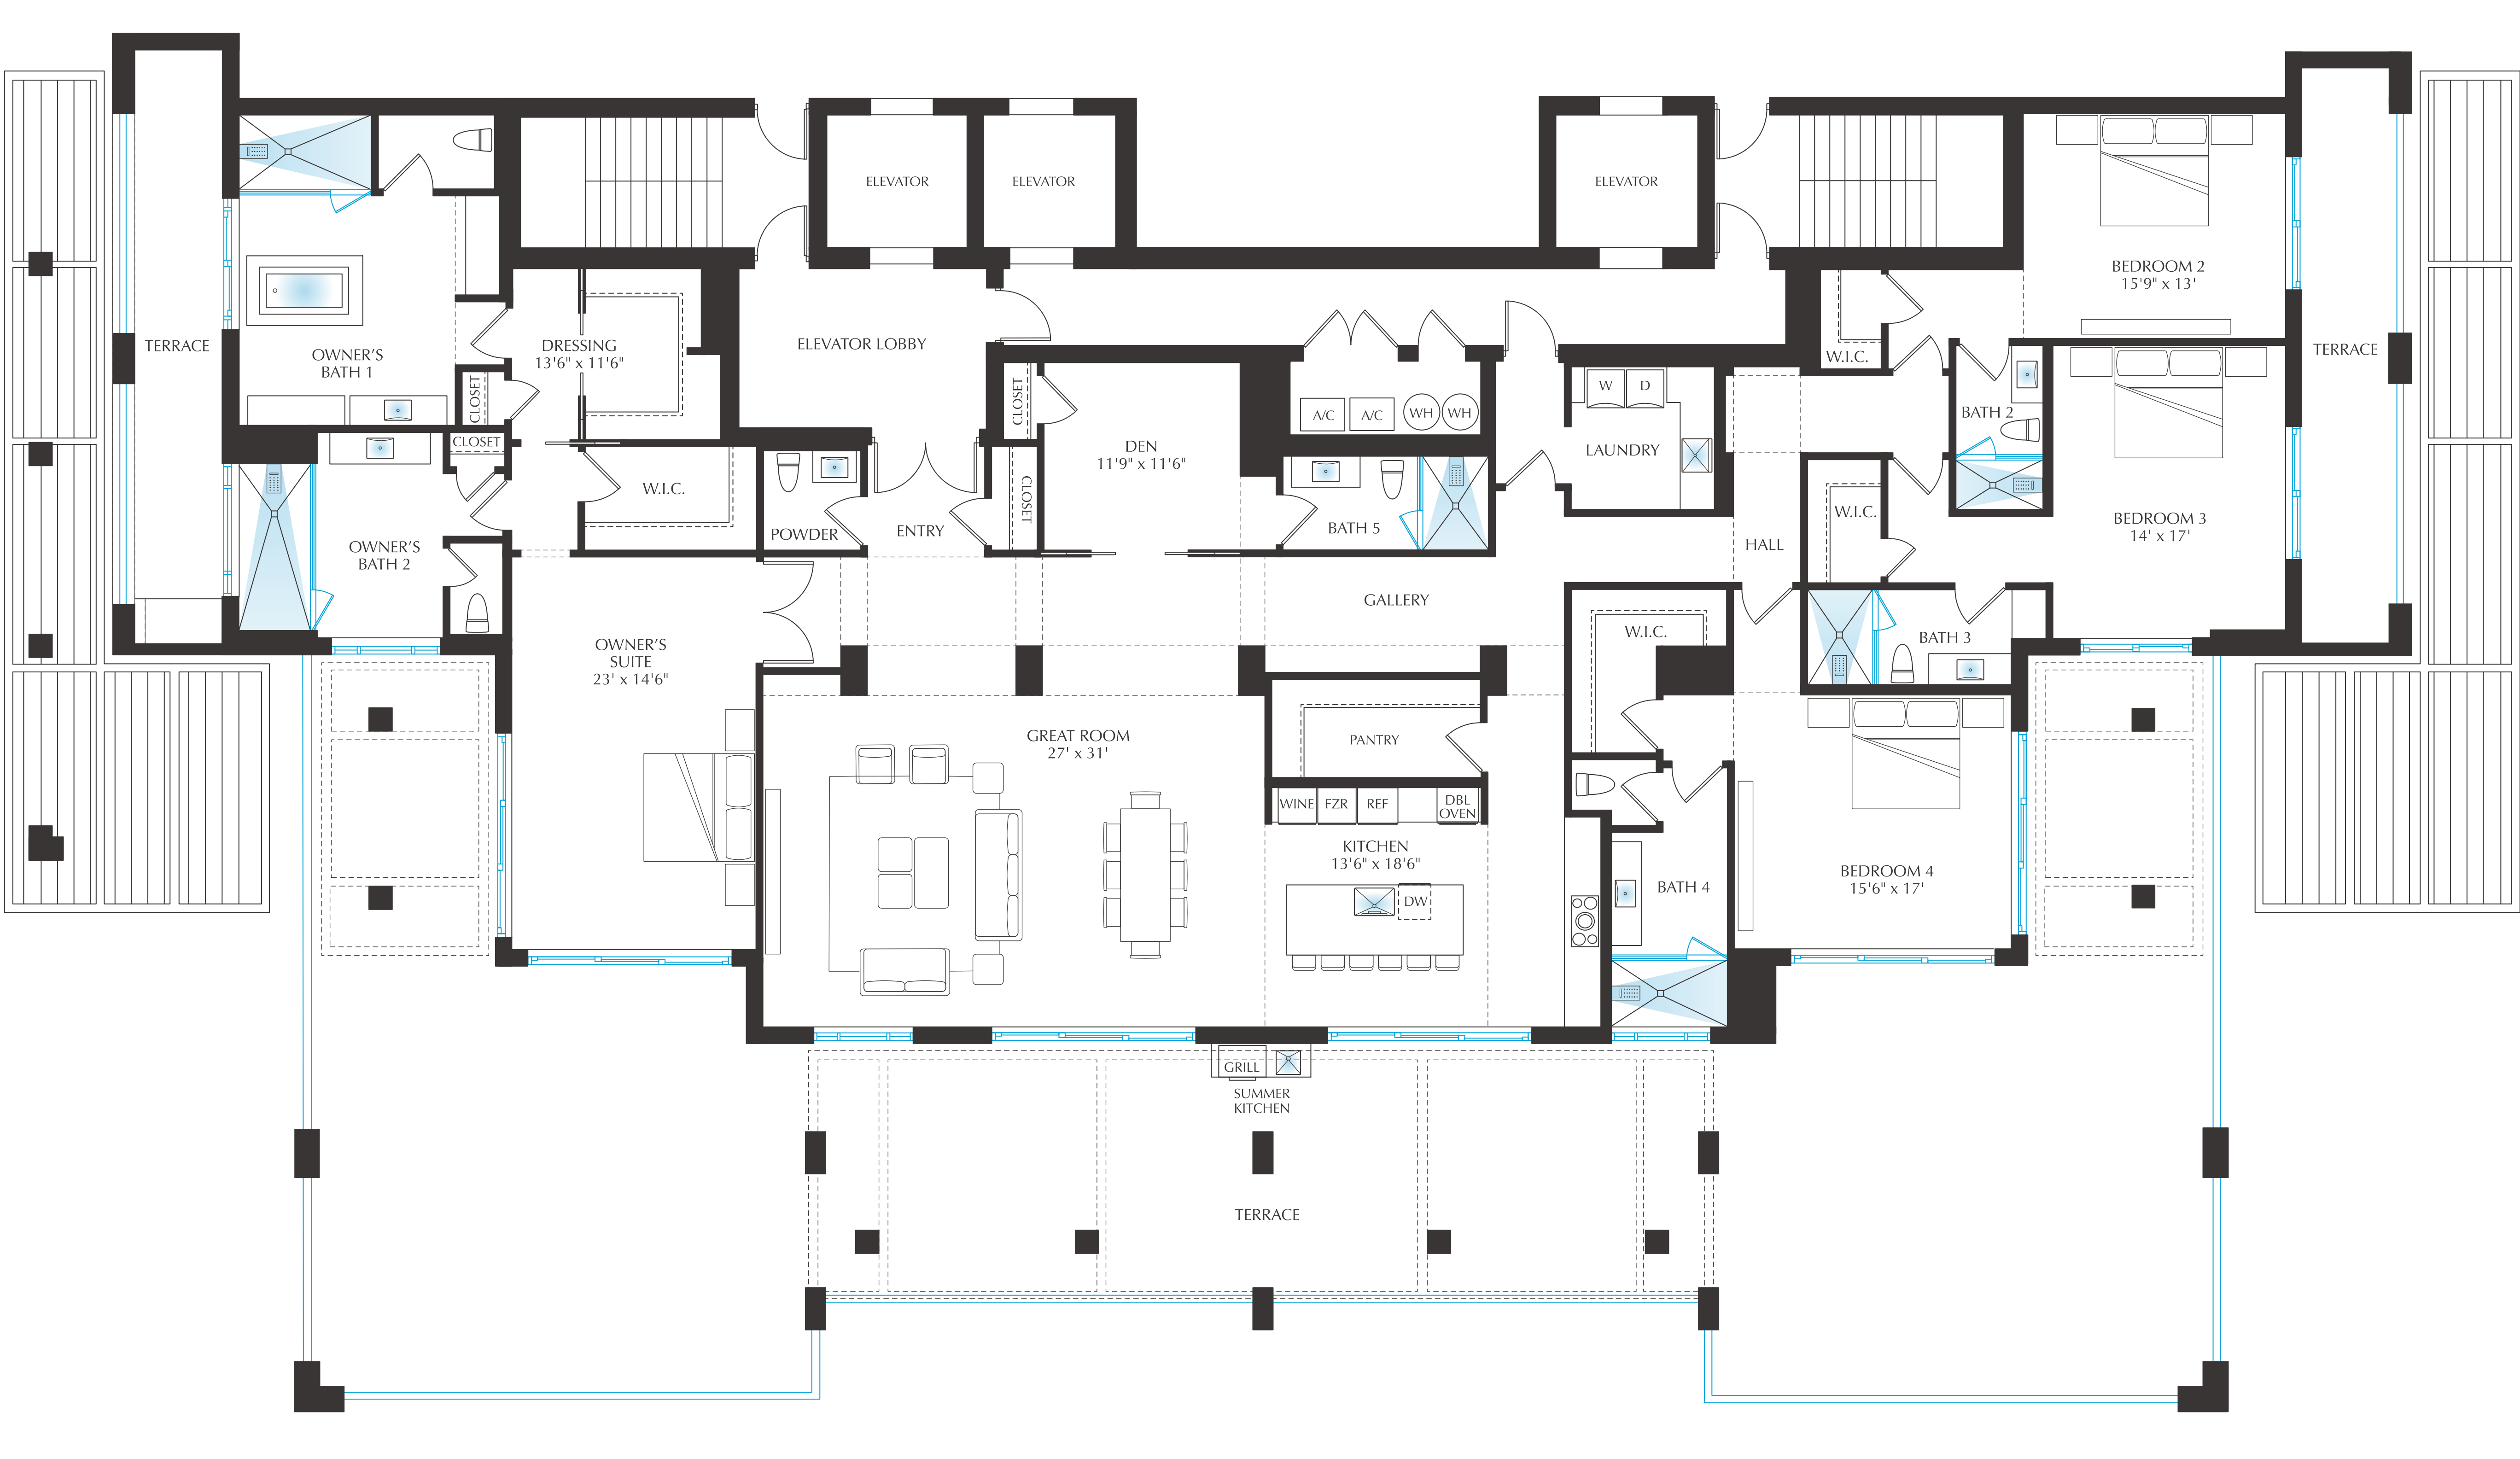 ELEVATOR
ELEVATOR
ELEVATOR
BEDROOM 2
15'9" x 13'
TERRACE
OWNER'S
BATH 1
DRESSING
13'6" x 11'6"
ELEVATOR LOBBY
W.I.C.
TERRACE
CLOSET
CLOSET
CLOSET
DEN
11'9" x 11'6"
A/C
A/C
WH
WH
W
D
LAUNDRY
BATH 2
W.I.C.
CLOSET
POWDER
ENTRY
BATH 5
HALL
W.I.C.
BEDROOM 3
14' x 17'
OWNER'S
BATH 2
GALLERY
OWNER'S
SUITE
23' x 14'6"
W.I.C.
BATH 3
GREAT ROOM
27' x 31'
PANTRY
WINE
FZR
REF
DBL
OVEN
KITCHEN
13'6" x 18'6"
DW
BATH 4
BEDROOM 4
15'6" x 17'
GRILL
SUMMER
KITCHEN
TERRACE